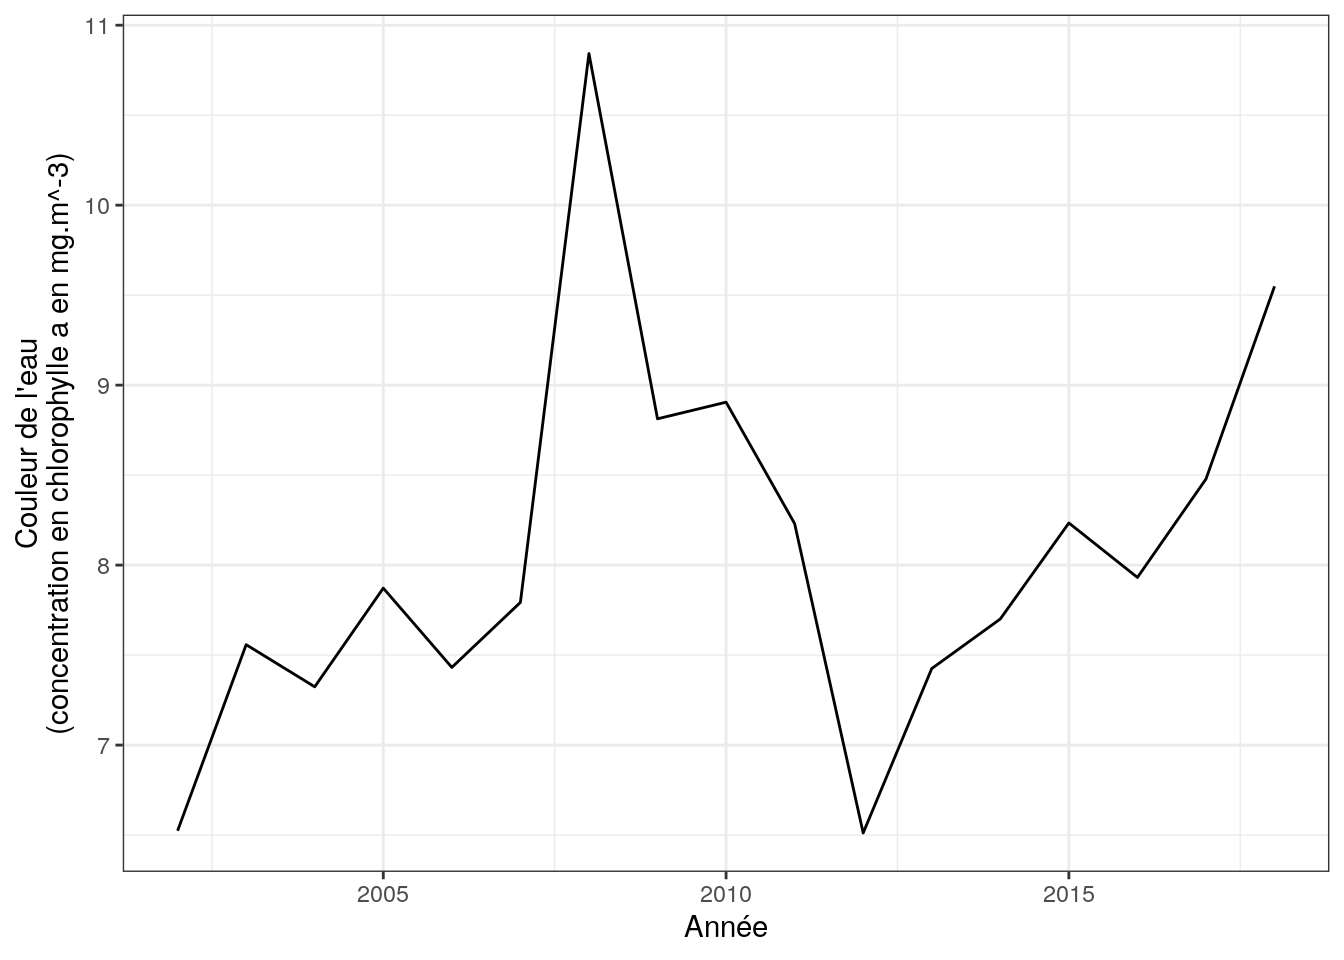 11
10
9
8
7
Couleur de l'eau
(concentration en chlorophylle a en mg.m^-3)
2005 2010 2015
Année